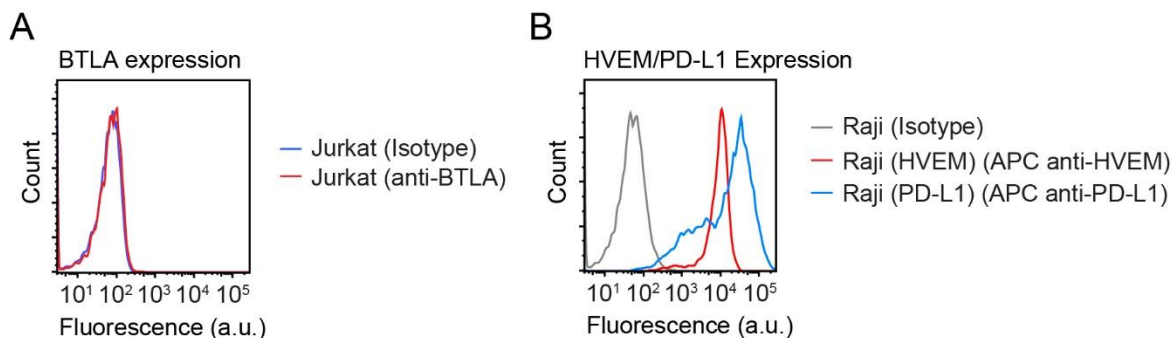 A
BTLA expression
Count
10¹ 10² 10³ 10⁴ 10⁵
Fluorescence (a.u.)
Jurkat (Isotype)
Jurkat (anti-BTLA)
B
HVEM/PD-L1 Expression
Count
10¹ 10² 10³ 10⁴ 10⁵
Fluorescence (a.u.)
Raji (Isotype)
Raji (HVEM) (APC anti-HVEM)
Raji (PD-L1) (APC anti-PD-L1)